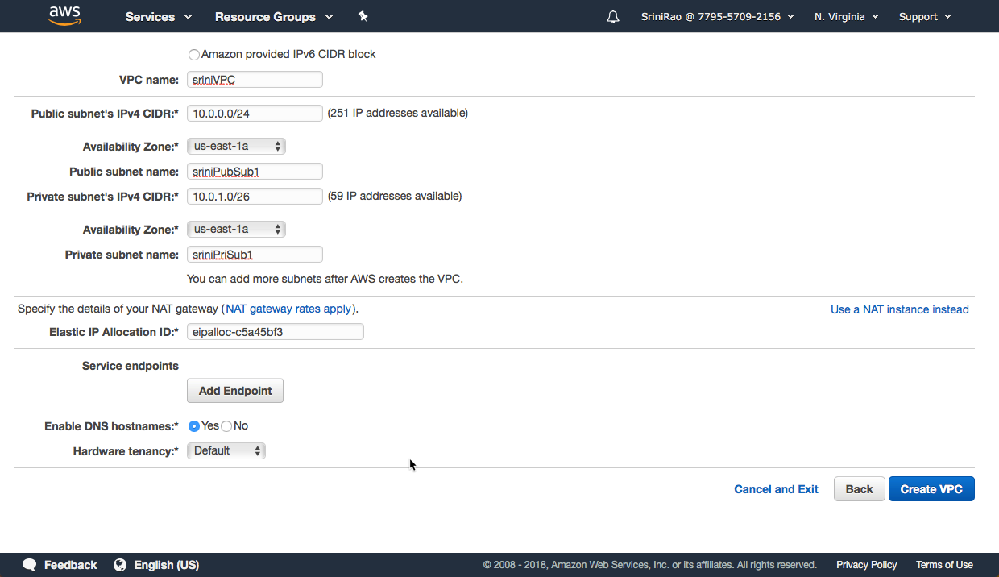 aws Services Resource Groups SriniRao @ 7795-5709-2156 N. Virginia Support
Amazon provided IPv6 CIDR block
VPC name: sriniVPC
Public subnet's IPv4 CIDR:* 10.0.0.0/24 (251 IP addresses available)
Availability Zone:* us-east-1a
Public subnet name: sriniPubSub1
Private subnet's IPv4 CIDR:* 10.0.1.0/26 (59 IP addresses available)
Availability Zone:* us-east-1a
Private subnet name: sriniPriSub1
You can add more subnets after AWS creates the VPC.
Specify the details of your NAT gateway (NAT gateway rates apply). Use a NAT instance instead
Elastic IP Allocation ID:* eipalloc-c5a45bf3
Service endpoints
Add Endpoint
Enable DNS hostnames:* Yes No
Hardware tenancy:* Default
Cancel and Exit Back Create VPC
Feedback English (US) © 2008 - 2018, Amazon Web Services, Inc. or its affiliates. All rights reserved. Privacy Policy Terms of Use